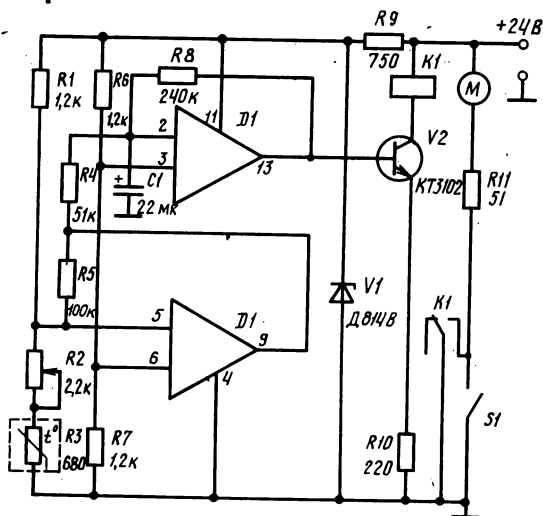 +24В
R9
750
K1
R1
1,2к
R6
1,2к
R8
240к
M
11
D1
2
3
13
V2
КТ3102
R4
51к
+
C1
22 мк
R11
51
R5
100к
5
6
D1
9
4
V1
Д814В
K1
R2
2,2к
S1
t°
R3
680
R7
1,2к
R10
220